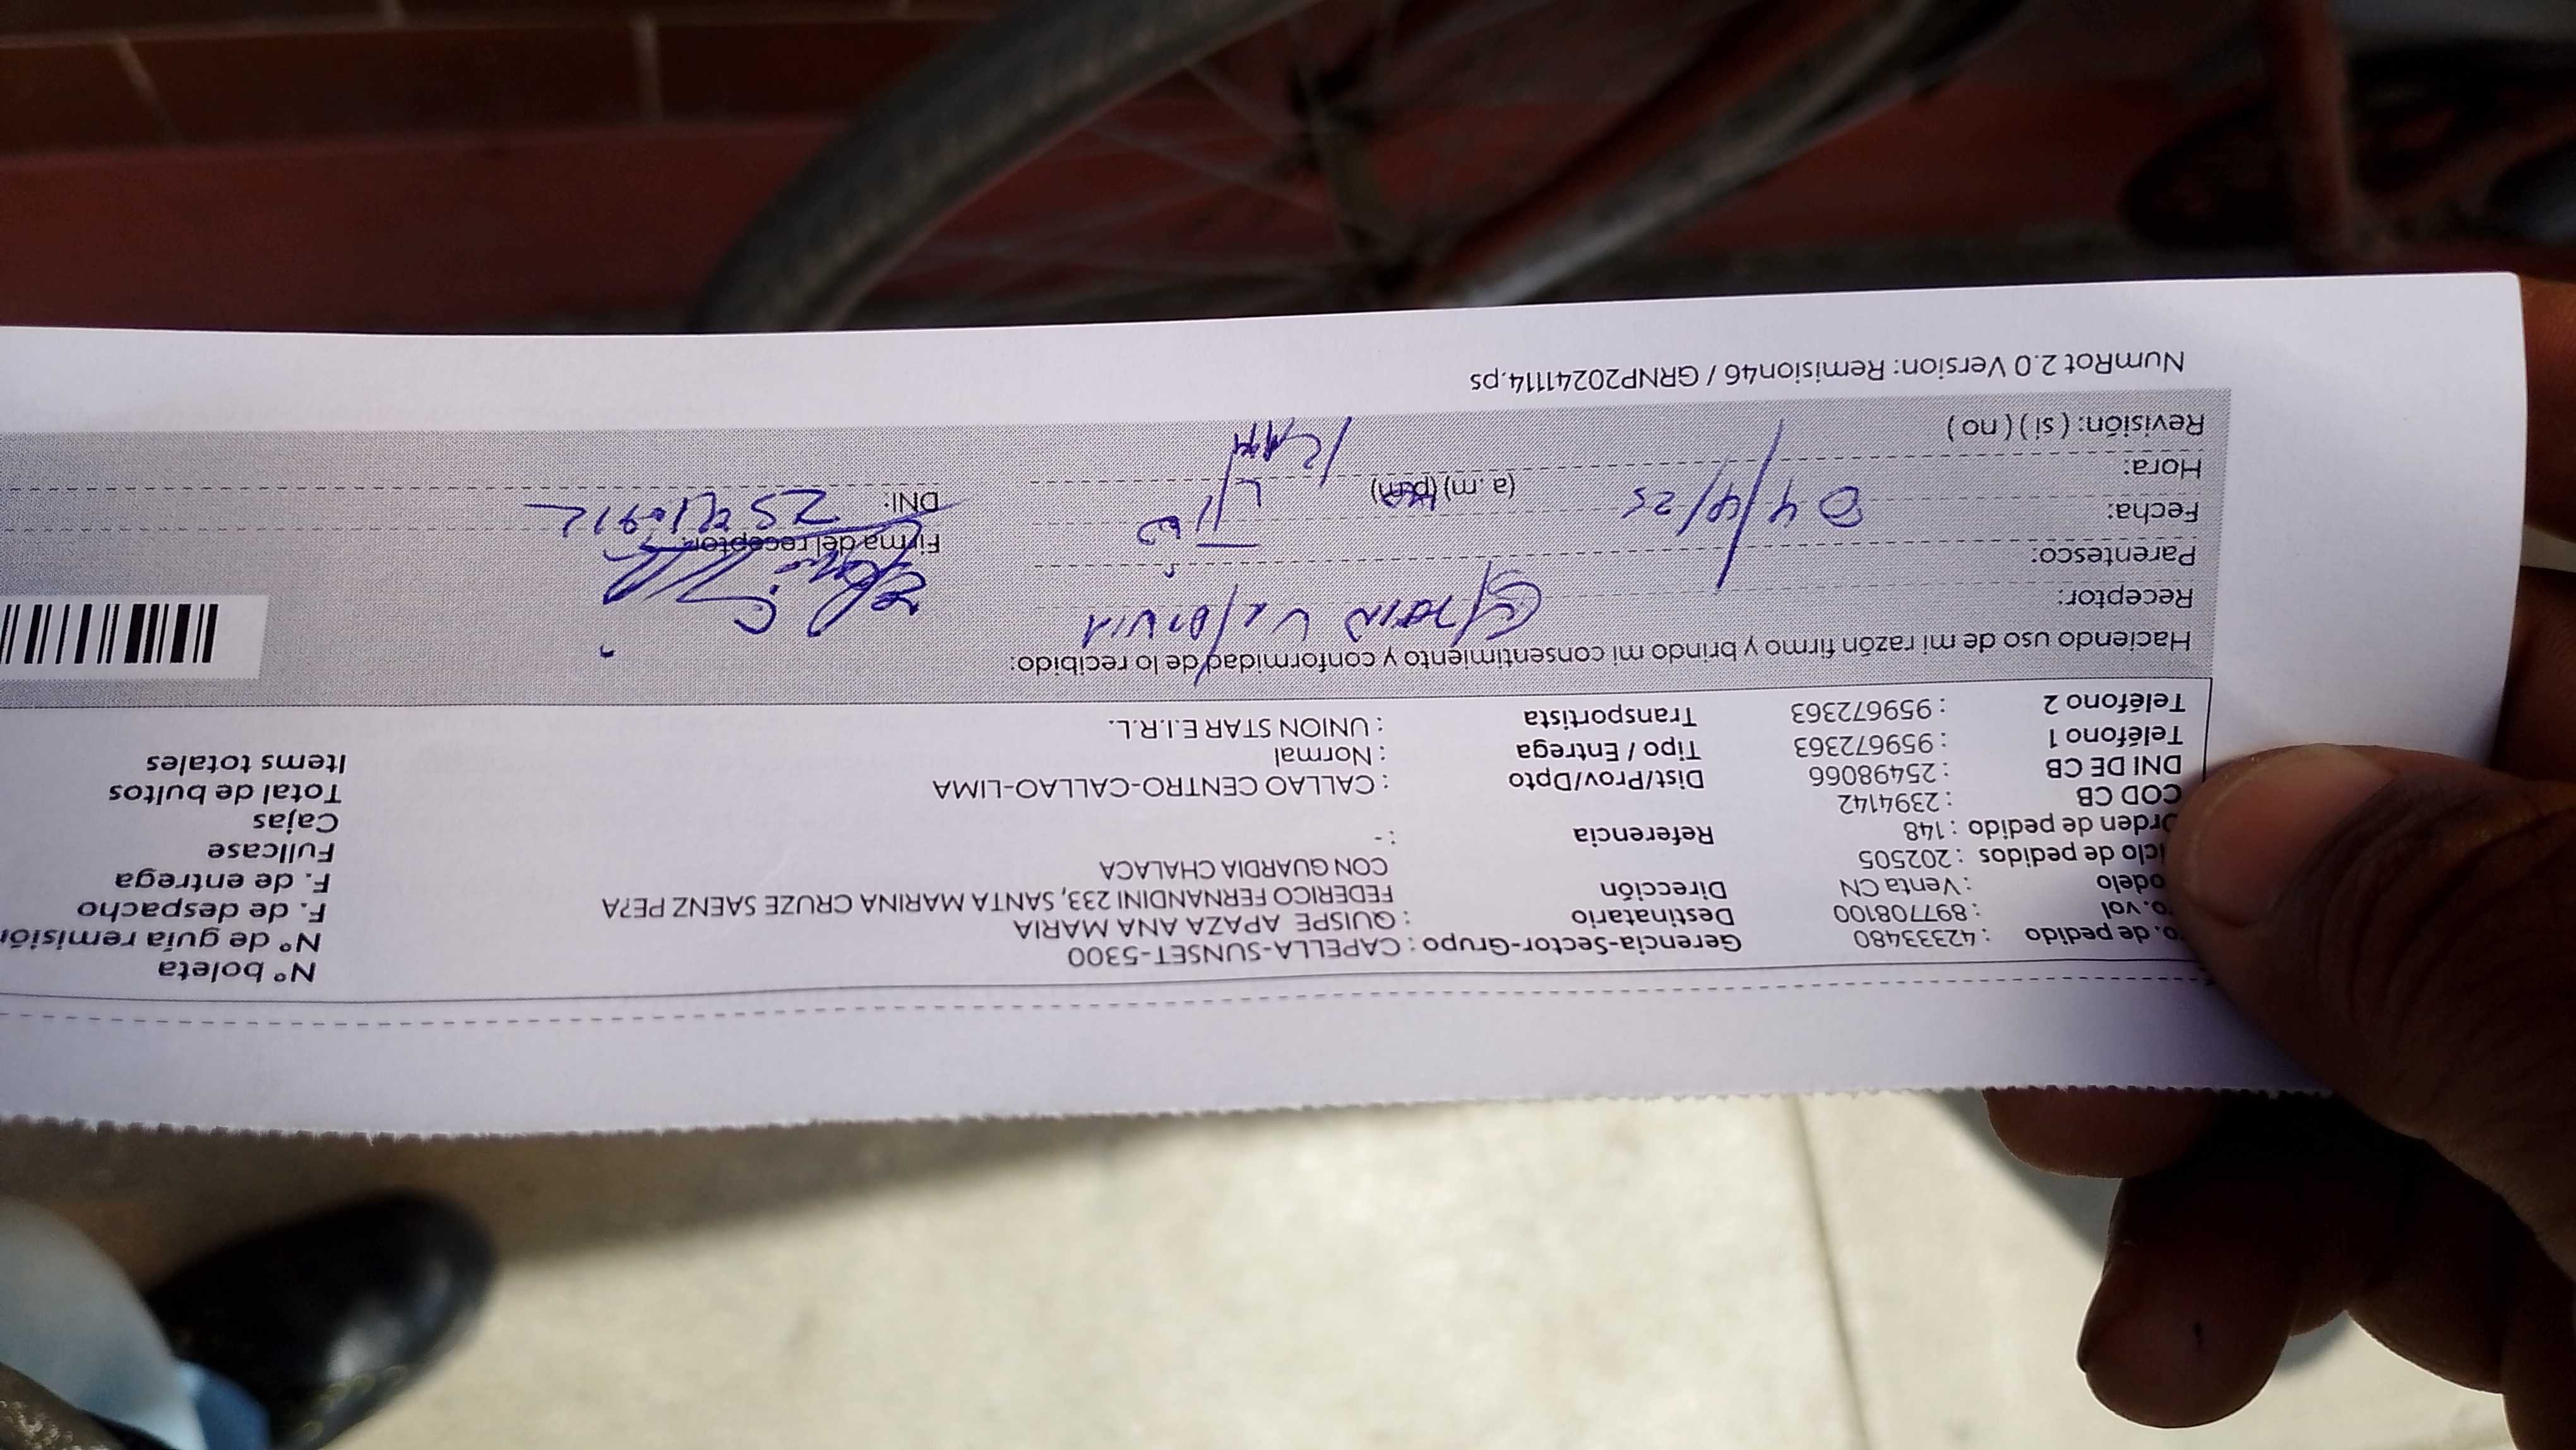 Nº boleta
o. de pedido : 42333480 Gerencia-Sector-Grupo : CAPELLA-SUNSET-5300 Nº de guía remisión
o. vol : 897708100 Destinatario : QUISPE APAZA ANA MARIA F. de despacho
odelo : Venta CN Dirección FEDERICO FERNANDINI 233, SANTA MARINA CRUZE SAENZ PE?A F. de entrega
iclo de pedidos : 202505 CON GUARDIA CHALACA Fullcase
Orden de pedido : 148 Referencia : - Cajas
COD CB : 2394142 Total de bultos
DNI DE CB : 25498066 Dist/Prov/Dpto : CALLAO CENTRO-CALLAO-LIMA Items totales
Teléfono 1 : 959672363 Tipo / Entrega : Normal
Teléfono 2 : 959672363 Transportista : UNION STAR E.I.R.L.
Haciendo uso de mi razón firmo y brindo mi consentimiento y conformidad de lo recibido:
Receptor:
Parentesco: Firma del receptor:
Fecha: 04/4/25
Hora: (a. m) (p.m) DNI:
Revisión: ( si ) ( no )
NumRot 2.0 Version: Remision46 / GRNP20241114.ps